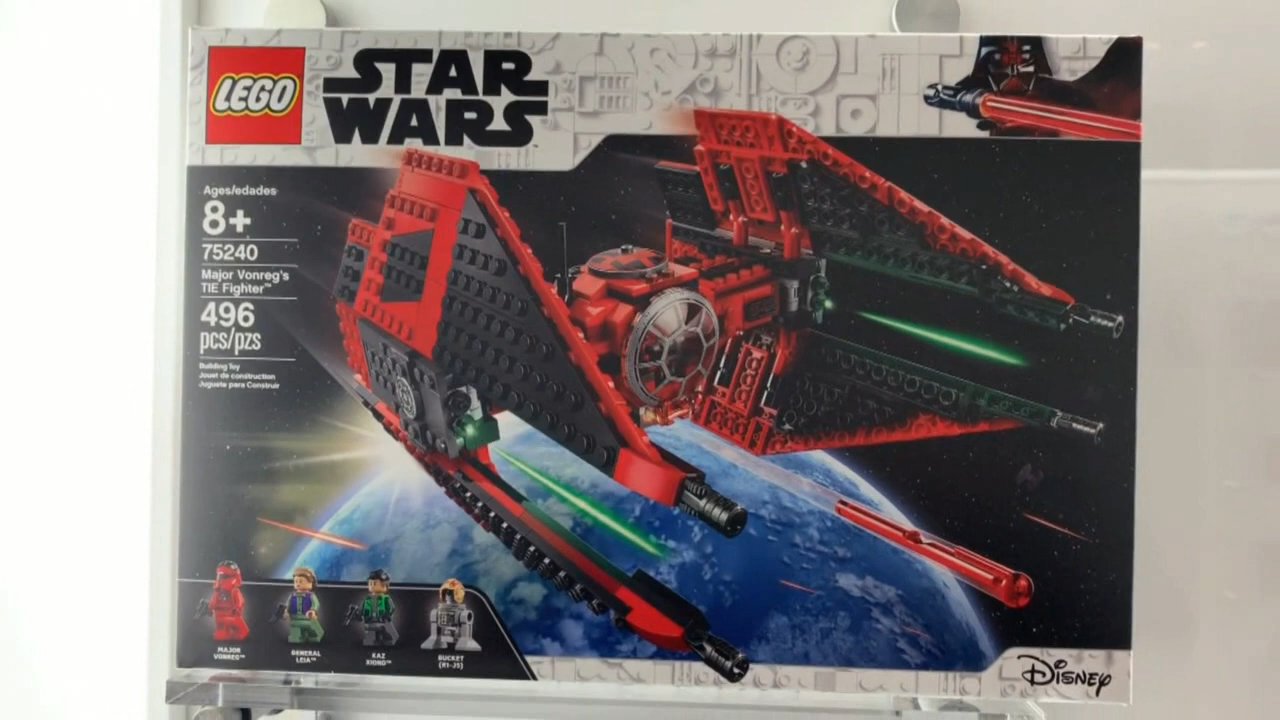 LEGO
STAR
WARS
Ages/edades
8+
75240
Major Vonreg's
TIE Fighter™
496
pcs/pzs
Building Toy
Jouet de construction
Juguete para Construir
MAJOR
VONREG™
GENERAL
LEIA™
KAZ
XIONO™
BUCKET
(R1-J5)
Disney